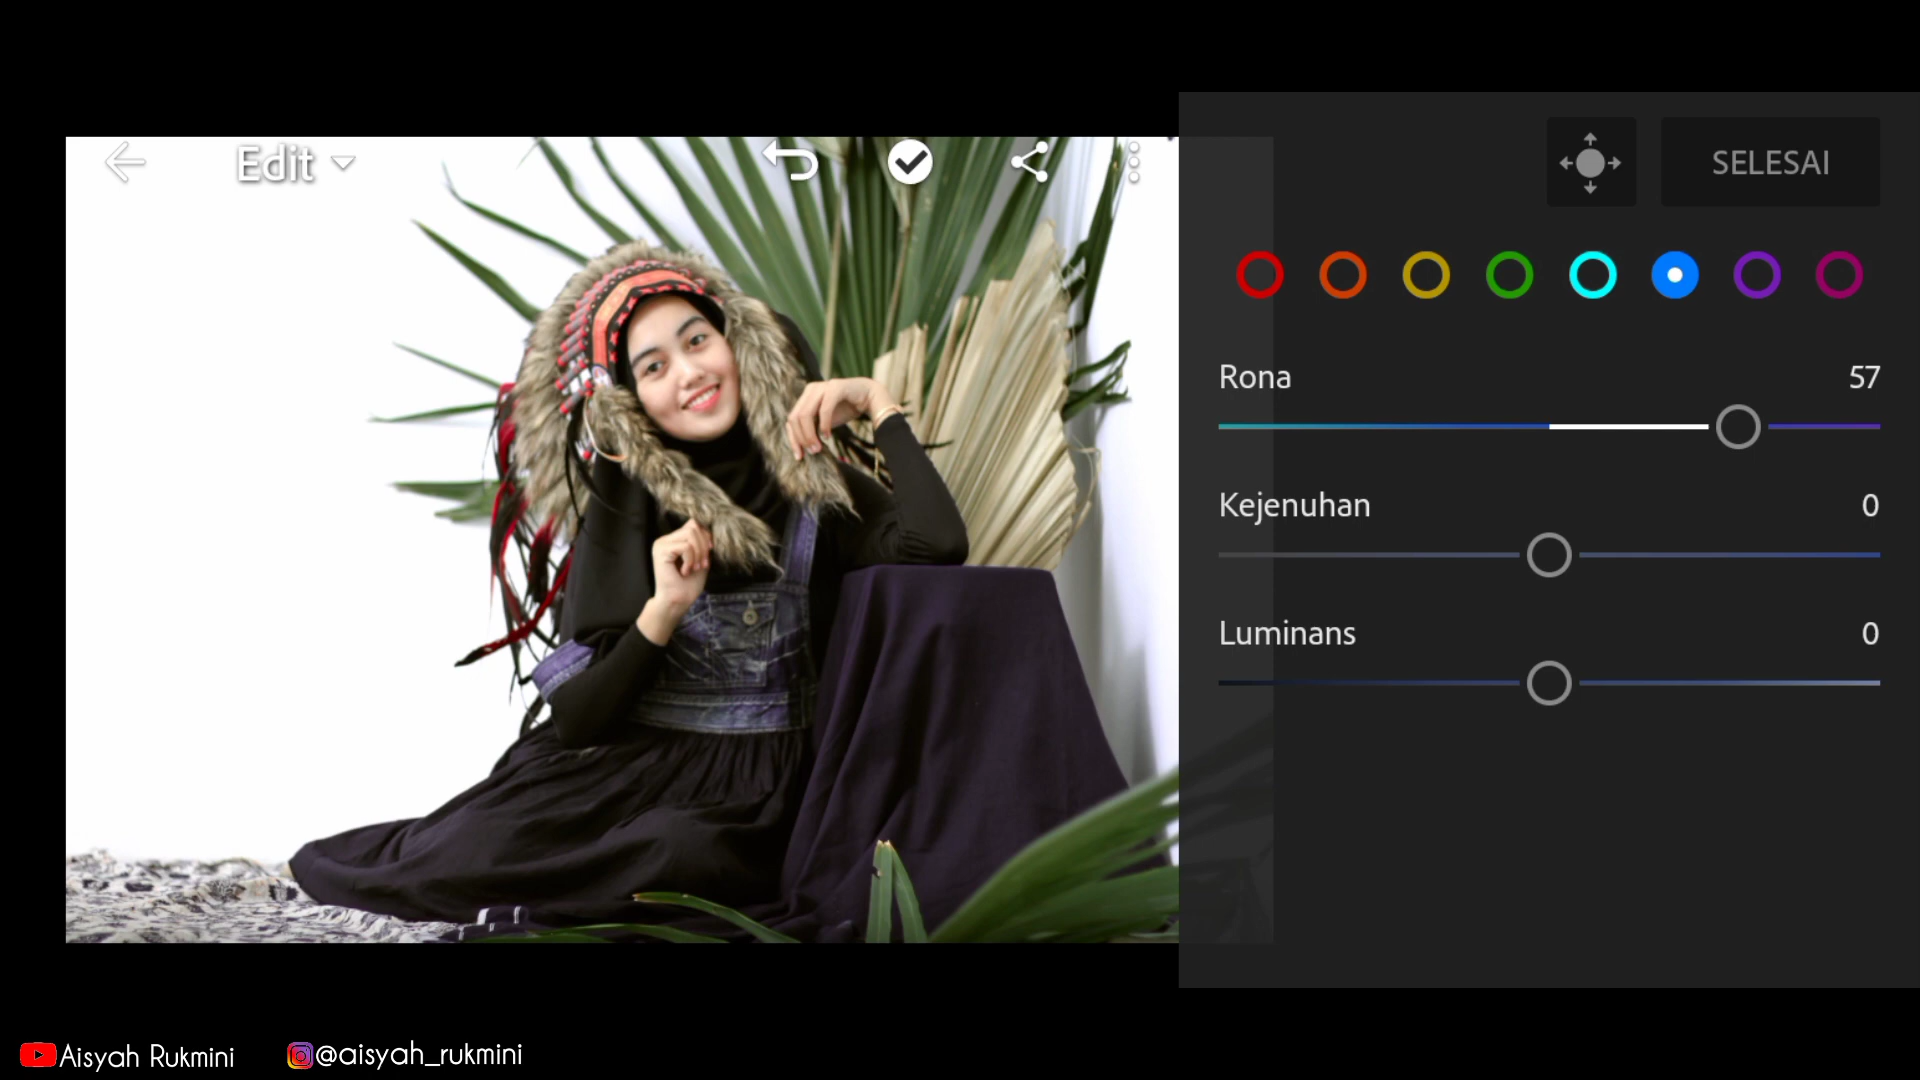 Edit
SELESAI
Rona 57
Kejenuhan 0
Luminans 0
Aisyah Rukmini @aisyah_rukmini